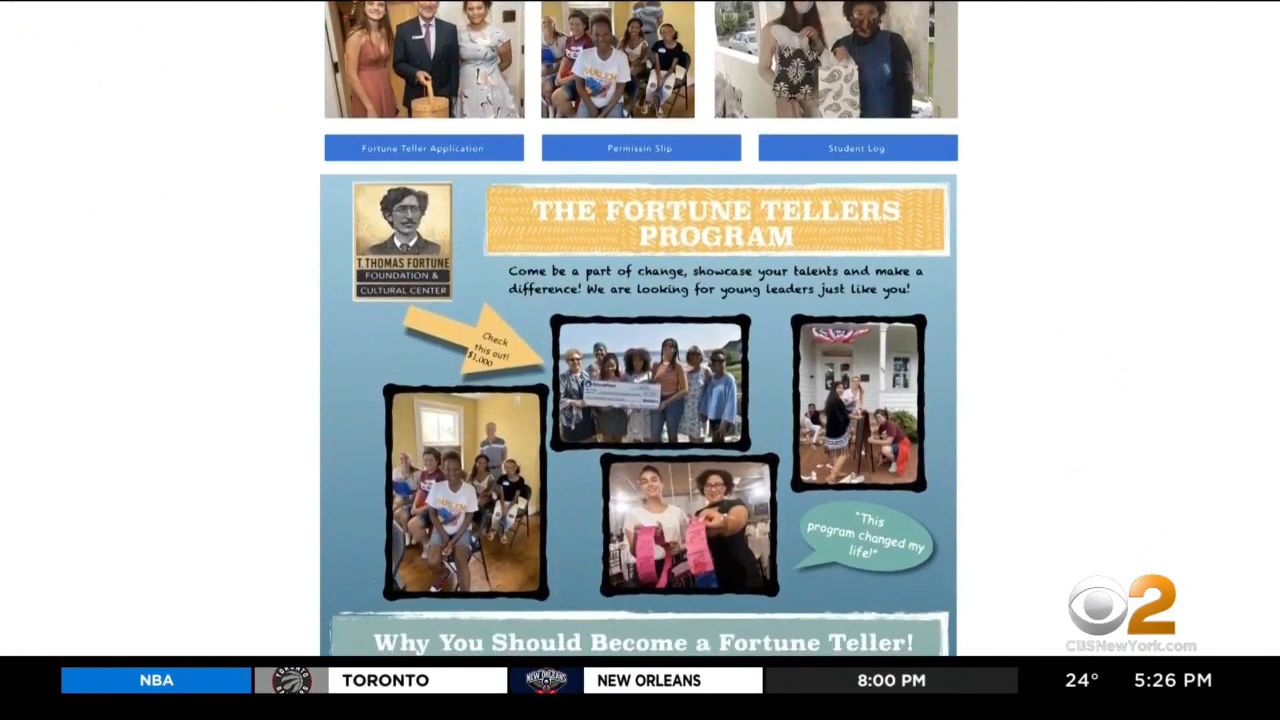 Fortune Teller Application
Permissin Slip
Student Log
T. THOMAS FORTUNE
FOUNDATION &
CULTURAL CENTER
THE FORTUNE TELLERS
PROGRAM
Come be a part of change, showcase your talents and make a
difference! We are looking for young leaders just like you!
Check
this out!
$1,000
HARLEM
"This
program changed my
life!"
Why You Should Become a Fortune Teller!
2
CBSNewYork.com
NBA
TORONTO
NEW ORLEANS
8:00 PM
24°
5:26 PM